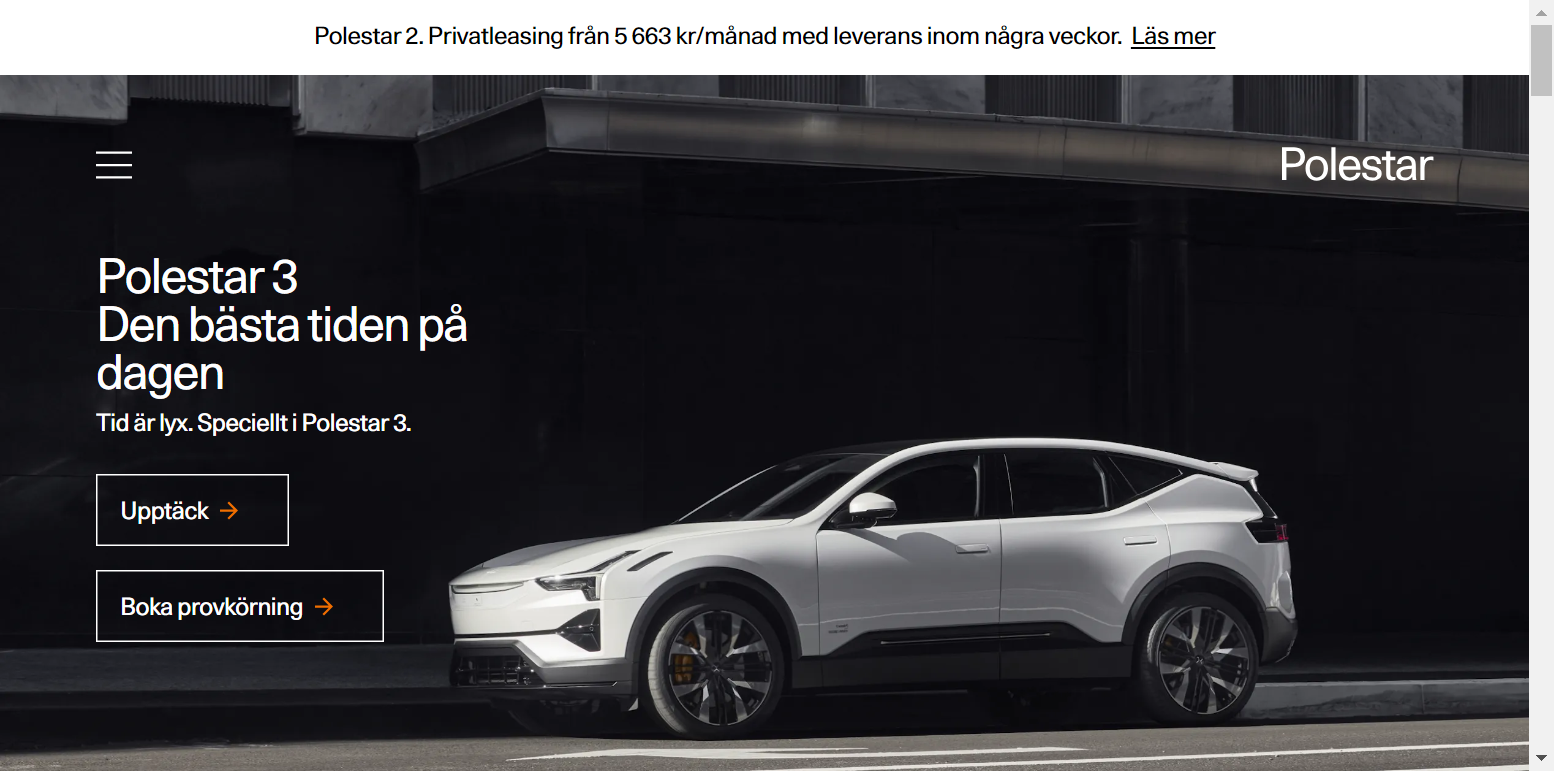 Polestar 2. Privatleasing från 5 663 kr/månad med leverans inom några veckor. Läs mer
Polestar
Polestar 3
Den bästa tiden på
dagen
Tid är lyx. Speciellt i Polestar 3.
Upptäck
Boka provkörning